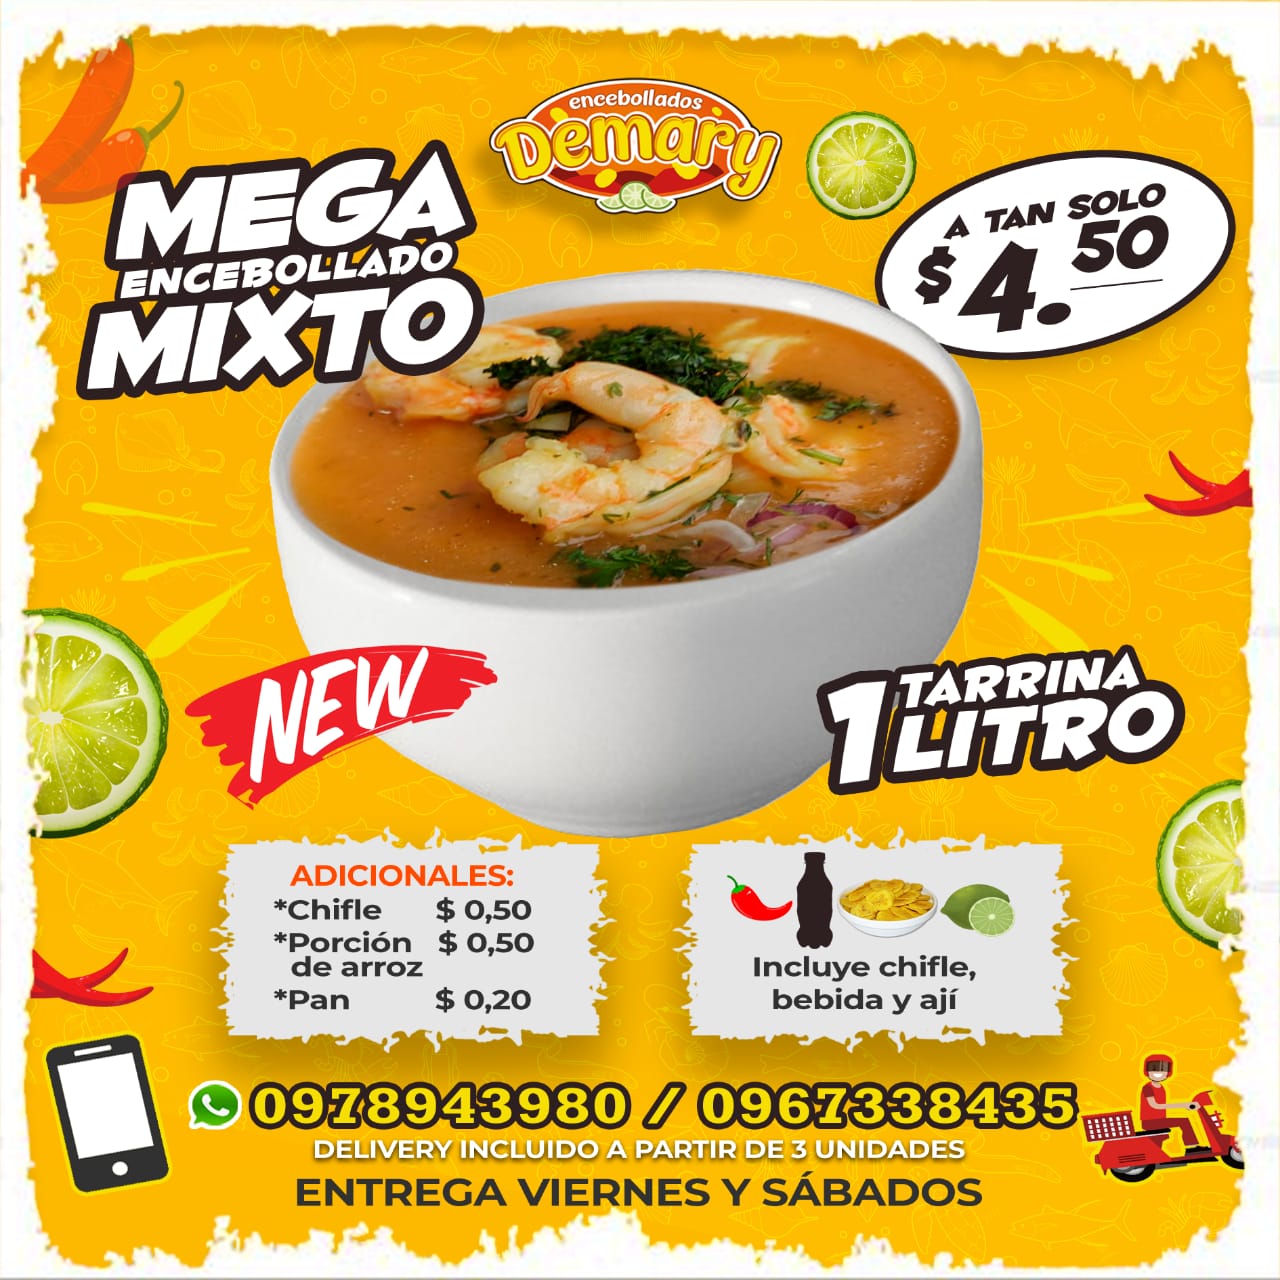 encebollados
Demary
MEGA
ENCEBOLLADO
MIXTO
A TAN SOLO
$ 4.50
NEW
1 TARRINA
LITRO
ADICIONALES:
*Chifle $ 0,50
*Porción $ 0,50
de arroz
*Pan $ 0,20
Incluye chifle,
bebida y ají
0978943980 / 0967338435
DELIVERY INCLUIDO A PARTIR DE 3 UNIDADES
ENTREGA VIERNES Y SÁBADOS